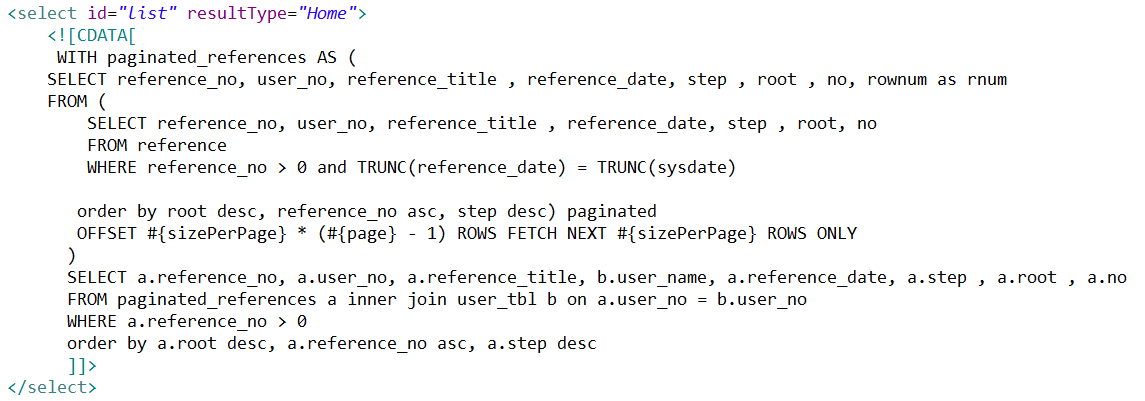 <select id="list" resultType="Home">
<![CDATA[
WITH paginated_references AS (
SELECT reference_no, user_no, reference_title , reference_date, step , root , no, rownum as rnum
FROM (
SELECT reference_no, user_no, reference_title , reference_date, step , root, no
FROM reference
WHERE reference_no > 0 and TRUNC(reference_date) = TRUNC(sysdate)
order by root desc, reference_no asc, step desc) paginated
OFFSET #{sizePerPage} * (#{page} - 1) ROWS FETCH NEXT #{sizePerPage} ROWS ONLY
)
SELECT a.reference_no, a.user_no, a.reference_title, b.user_name, a.reference_date, a.step , a.root , a.no
FROM paginated_references a inner join user_tbl b on a.user_no = b.user_no
WHERE a.reference_no > 0
order by a.root desc, a.reference_no asc, a.step desc
]]>
</select>